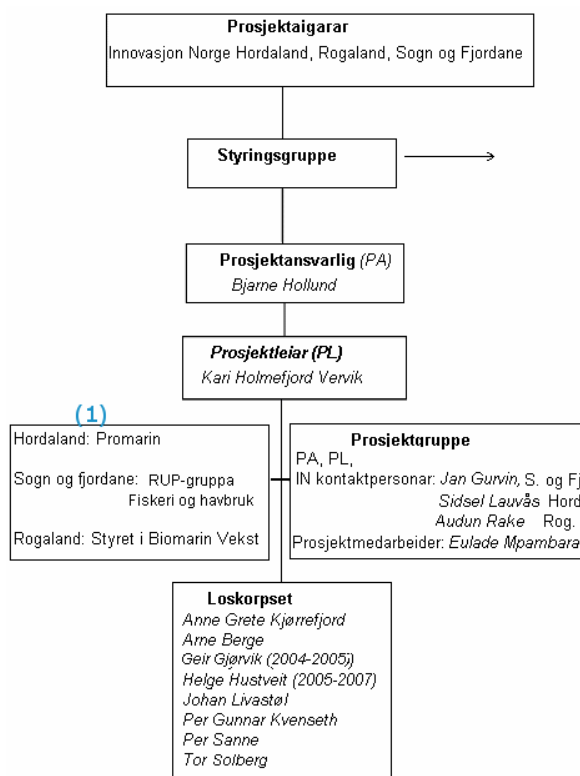 Prosjektaigarar
Innovasjon Norge Hordaland, Rogaland, Sogn og Fjordane
Styringsgruppe
Prosjektansvarlig (PA)
Bjarne Hollund
Prosjektleiar (PL)
Kari Holmefjord Vervik
(1)
Hordaland: Promarin
Sogn og fjordane: RUP-gruppa
Fiskeri og havbruk
Rogaland: Styret i Biomarin Vekst
Prosjektgruppe
PA, PL,
IN kontaktpersonar: Jan Gurvin, S. og Fj
Sidsel Lauvås Hord
Audun Rake Rog.
Prosjektmedarbeider: Eulade Mpambara
Loskorpset
Anne Grete Kjørrefjord
Arne Berge
Geir Gjørvik (2004-2005)
Helge Hustveit (2005-2007)
Johan Livastøl
Per Gunnar Kvenseth
Per Sanne
Tor Solberg